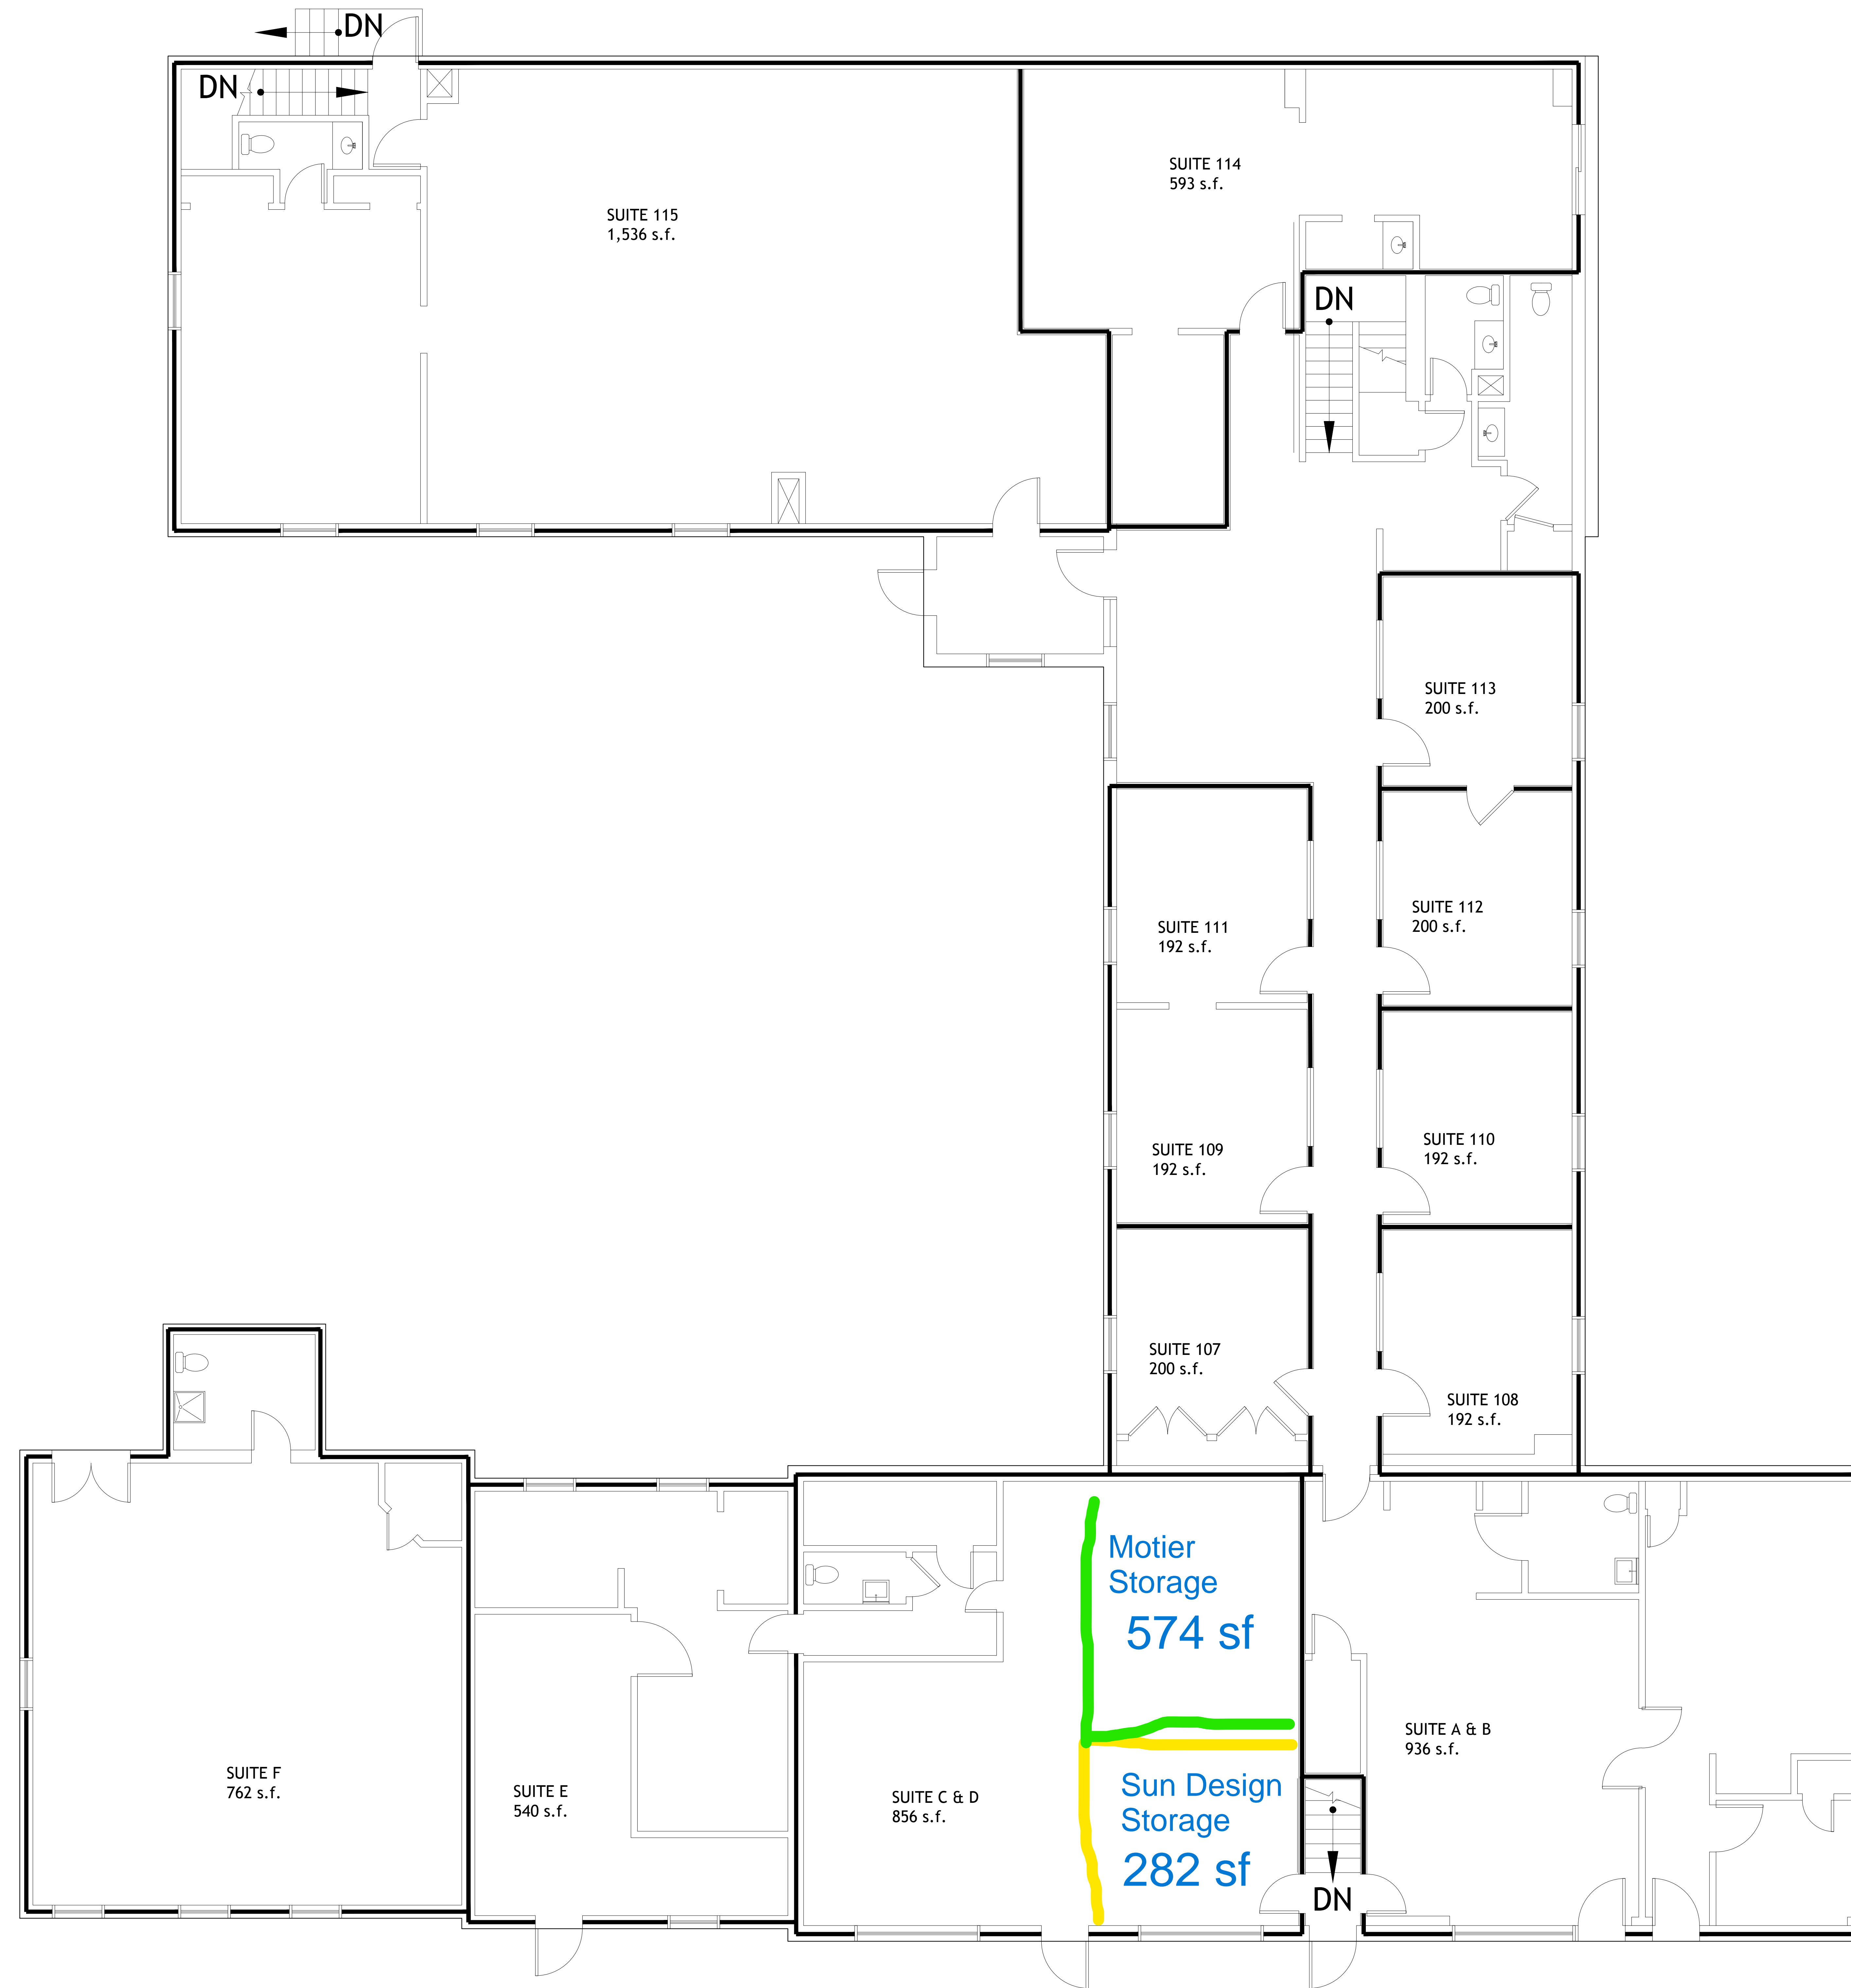 DN
DN
SUITE 114
593 s.f.
SUITE 115
1,536 s.f.
DN
SUITE 113
200 s.f.
SUITE 112
200 s.f.
SUITE 111
192 s.f.
SUITE 110
192 s.f.
SUITE 109
192 s.f.
SUITE 107
200 s.f.
SUITE 108
192 s.f.
Motier
Storage
574 sf
SUITE A & B
936 s.f.
SUITE F
762 s.f.
SUITE E
540 s.f.
SUITE C & D
856 s.f.
Sun Design
Storage
282 sf
DN